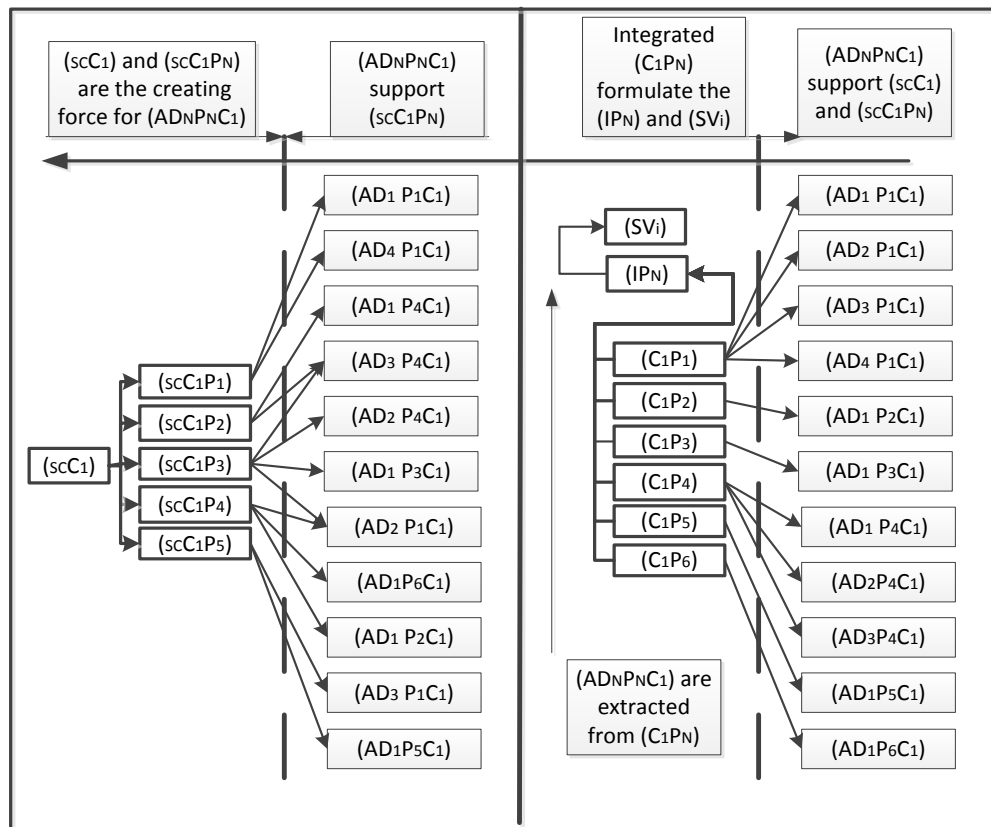 (scC1) and (scC1PN)
are the creating
force for (ADNPNC1)
(ADNPNC1)
support
(scC1PN)
Integrated
(C1PN)
formulate the
(IPN) and (SVi)
(ADNPNC1)
support (scC1)
and (scC1PN)
(scC1)
(scC1P1)
(scC1P2)
(scC1P3)
(scC1P4)
(scC1P5)
(AD1 P1C1)
(AD4 P1C1)
(AD1 P4C1)
(AD3 P4C1)
(AD2 P4C1)
(AD1 P3C1)
(AD2 P1C1)
(AD1P6C1)
(AD1 P2C1)
(AD3 P1C1)
(AD1P5C1)
(SVi)
(IPN)
(C1P1)
(C1P2)
(C1P3)
(C1P4)
(C1P5)
(C1P6)
(ADNPNC1) are
extracted
from (C1PN)
(AD1 P1C1)
(AD2 P1C1)
(AD3 P1C1)
(AD4 P1C1)
(AD1 P2C1)
(AD1 P3C1)
(AD1 P4C1)
(AD2P4C1)
(AD3P4C1)
(AD1P5C1)
(AD1P6C1)